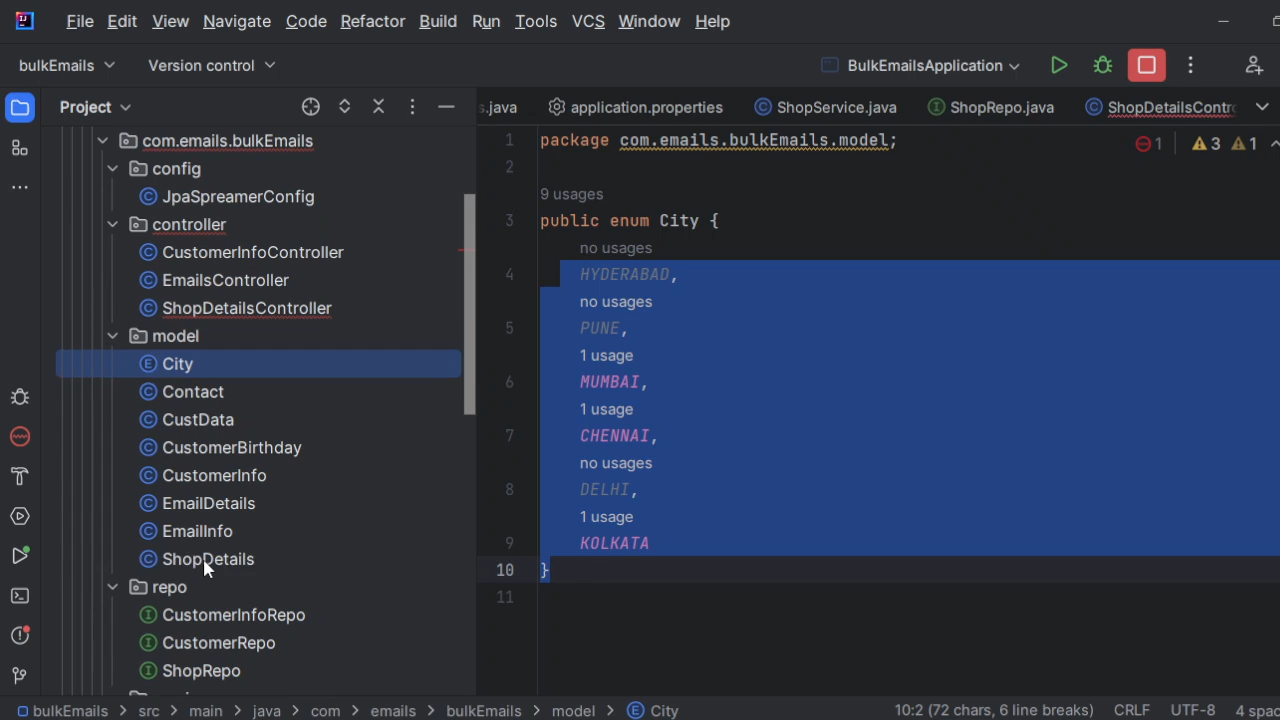 File Edit View Navigate Code Refactor Build Run Tools VCS Window Help
bulkEmails Version control BulkEmailsApplication
Project s.java application.properties ShopService.java ShopRepo.java ShopDetailsContr
com.emails.bulkEmails
config
JpaSpreamerConfig
controller
CustomerInfoController
EmailsController
ShopDetailsController
model
City
Contact
CustData
CustomerBirthday
CustomerInfo
EmailDetails
EmailInfo
ShopDetails
repo
CustomerInfoRepo
CustomerRepo
ShopRepo
1 package com.emails.bulkEmails.model; 1 3 1
2
9 usages
3 public enum City {
no usages
4 HYDERABAD,
no usages
5 PUNE,
1 usage
6 MUMBAI,
1 usage
7 CHENNAI,
no usages
8 DELHI,
1 usage
9 KOLKATA
10 }
11
bulkEmails > src > main > java > com > emails > bulkEmails > model > City 10:2 (72 chars, 6 line breaks) CRLF UTF-8 4 spac